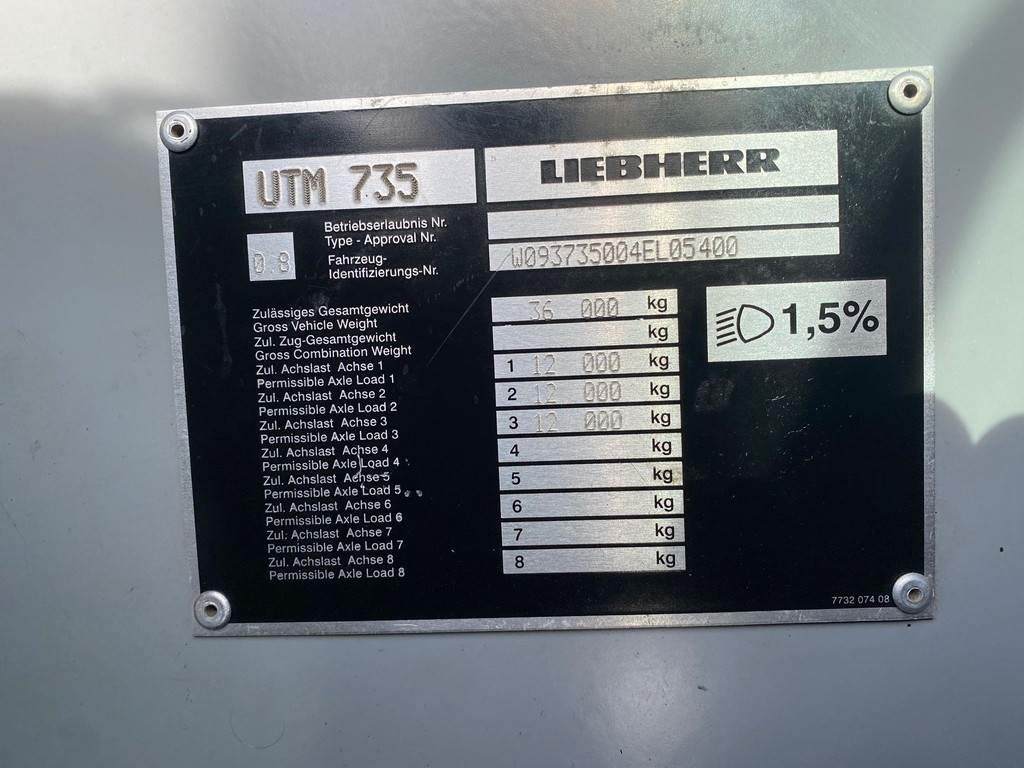 UTM 735
LIEBHERR
Betriebserlaubnis Nr.
Type - Approval Nr.
0.8
Fahrzeug-
Identifizierungs-Nr.
W093735004EL05400
Zulässiges Gesamtgewicht
Gross Vehicle Weight
36 000 kg
Zul. Zug-Gesamtgewicht
Gross Combination Weight
kg
Zul. Achslast Achse 1
Permissible Axle Load 1
1 12 000 kg
Zul. Achslast Achse 2
Permissible Axle Load 2
2 12 000 kg
Zul. Achslast Achse 3
Permissible Axle Load 3
3 12 000 kg
Zul. Achslast Achse 4
Permissible Axle Load 4
4 kg
Zul. Achslast Achse 5
Permissible Axle Load 5
5 kg
Zul. Achslast Achse 6
Permissible Axle Load 6
6 kg
Zul. Achslast Achse 7
Permissible Axle Load 7
7 kg
Zul. Achslast Achse 8
Permissible Axle Load 8
8 kg
1,5%
7732 074 08